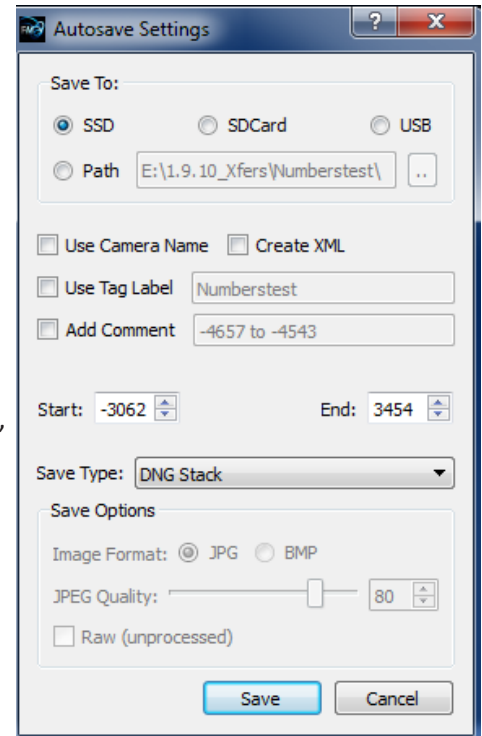 Autosave Settings
? X
Save To:
SSD SDCard USB
Path E:\1.9.10_Xfers\Numberstest\ ..
Use Camera Name Create XML
Use Tag Label Numberstest
Add Comment -4657 to -4543
Start: -3062 End: 3454
,
Save Type: DNG Stack
Save Options
Image Format: JPG BMP
JPEG Quality: 80
Raw (unprocessed)
Save Cancel